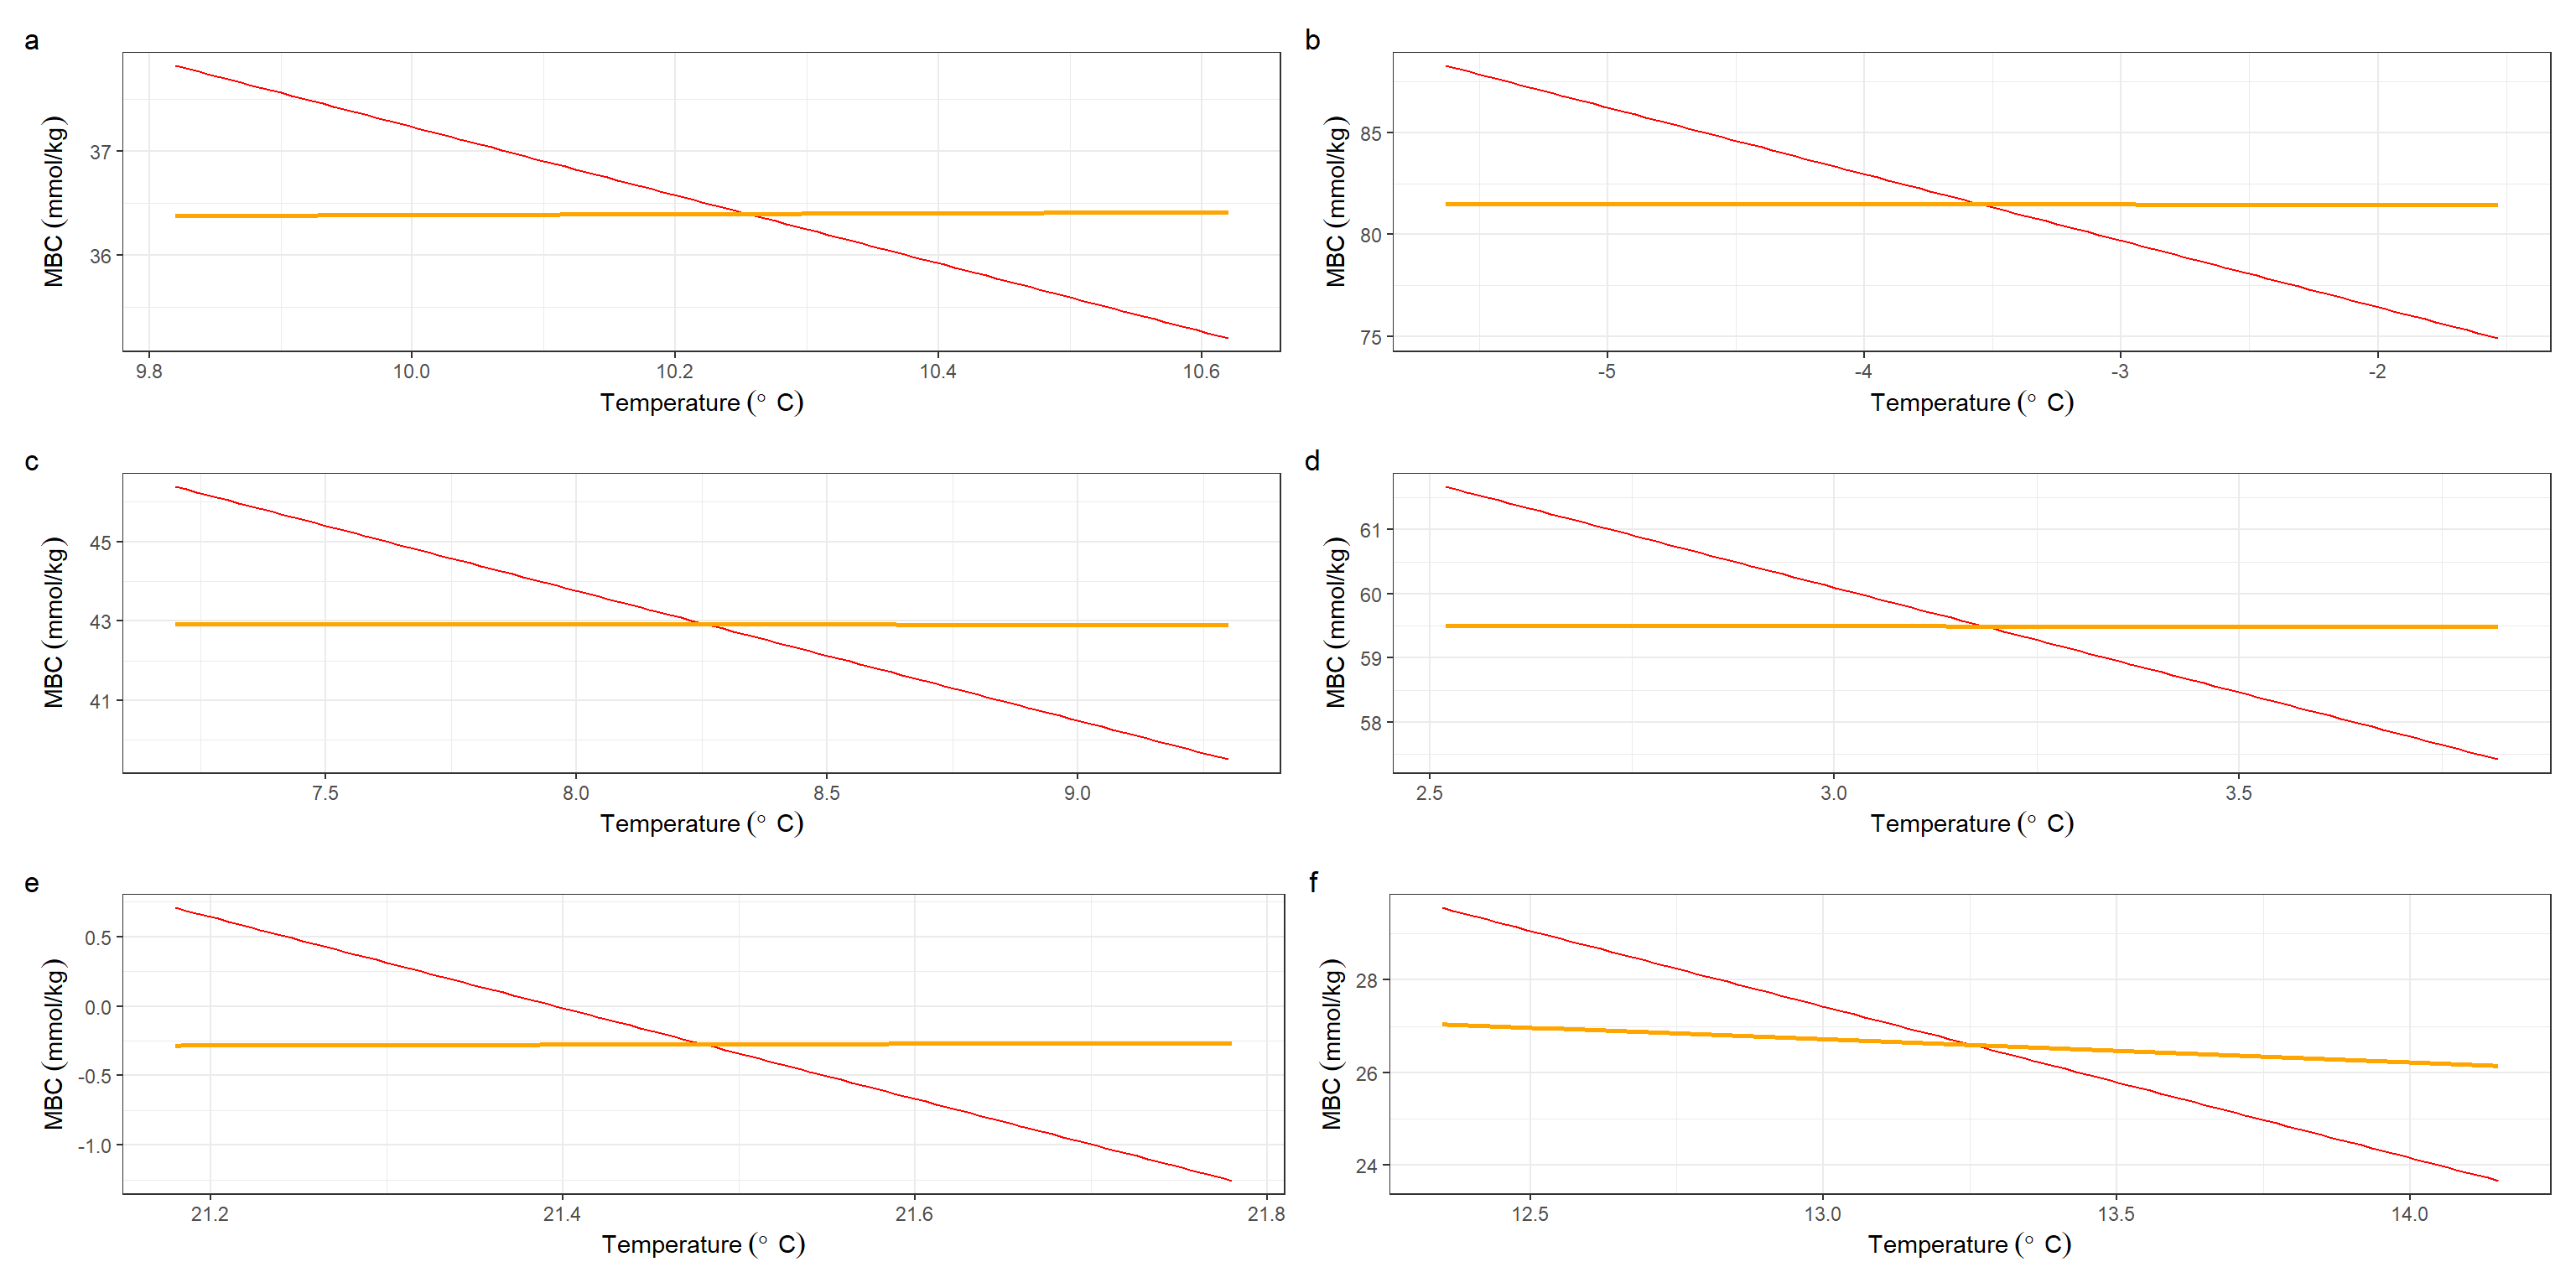 a
MBC (mmol/kg)
37
36
9.8 10.0 10.2 10.4 10.6
Temperature (° C)
b
MBC (mmol/kg)
85
80
75
-5 -4 -3 -2
Temperature (° C)
c
MBC (mmol/kg)
45
43
41
7.5 8.0 8.5 9.0
Temperature (° C)
d
MBC (mmol/kg)
61
60
59
58
2.5 3.0 3.5
Temperature (° C)
e
MBC (mmol/kg)
0.5
0.0
-0.5
-1.0
21.2 21.4 21.6 21.8
Temperature (° C)
f
MBC (mmol/kg)
28
26
24
12.5 13.0 13.5 14.0
Temperature (° C)